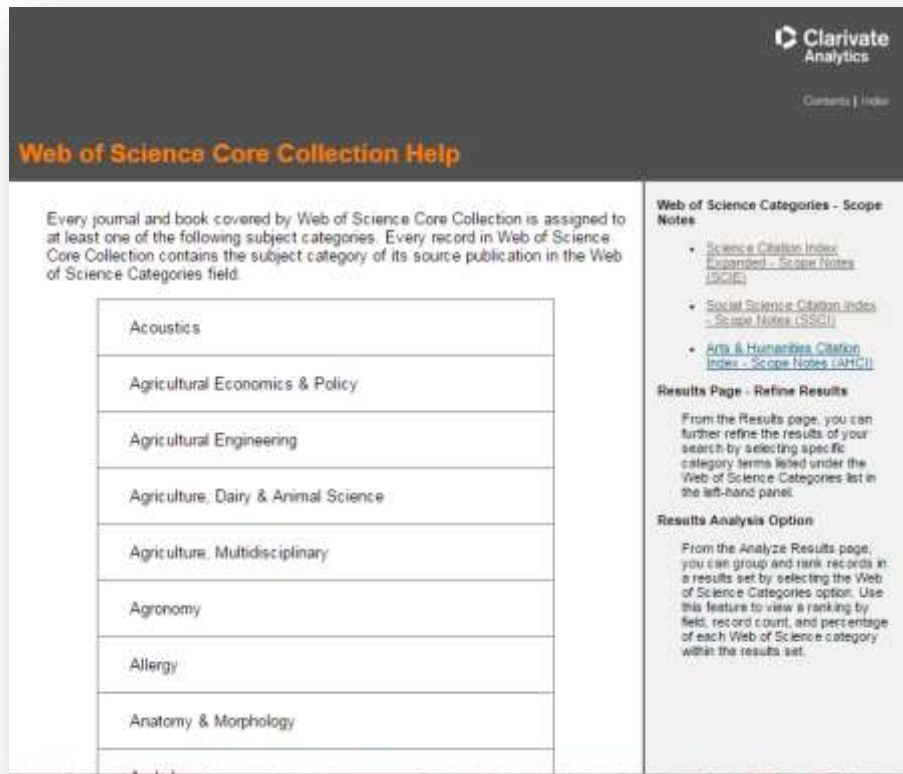 Clarivate
Analytics
Contents | Index
Web of Science Core Collection Help
Every journal and book covered by Web of Science Core Collection is assigned to
at least one of the following subject categories. Every record in Web of Science
Core Collection contains the subject category of its source publication in the Web
of Science Categories field.
Acoustics
Agricultural Economics & Policy
Agricultural Engineering
Agriculture, Dairy & Animal Science
Agriculture, Multidisciplinary
Agronomy
Allergy
Anatomy & Morphology
Web of Science Categories - Scope
Notes
Science Citation Index
Expanded - Scope Notes
(SCIE)
Social Science Citation Index
- Scope Notes (SSCI)
Arts & Humanities Citation
Index - Scope Notes (AHCI)
Results Page - Refine Results
From the Results page, you can
further refine the results of your
search by selecting specific
category terms listed under the
Web of Science Categories list in
the left-hand panel.
Results Analysis Option
From the Analyze Results page,
you can group and rank records in
a results set by selecting the Web
of Science Categories option. Use
this feature to view a ranking by
field, record count, and percentage
of each Web of Science category
within the results set.